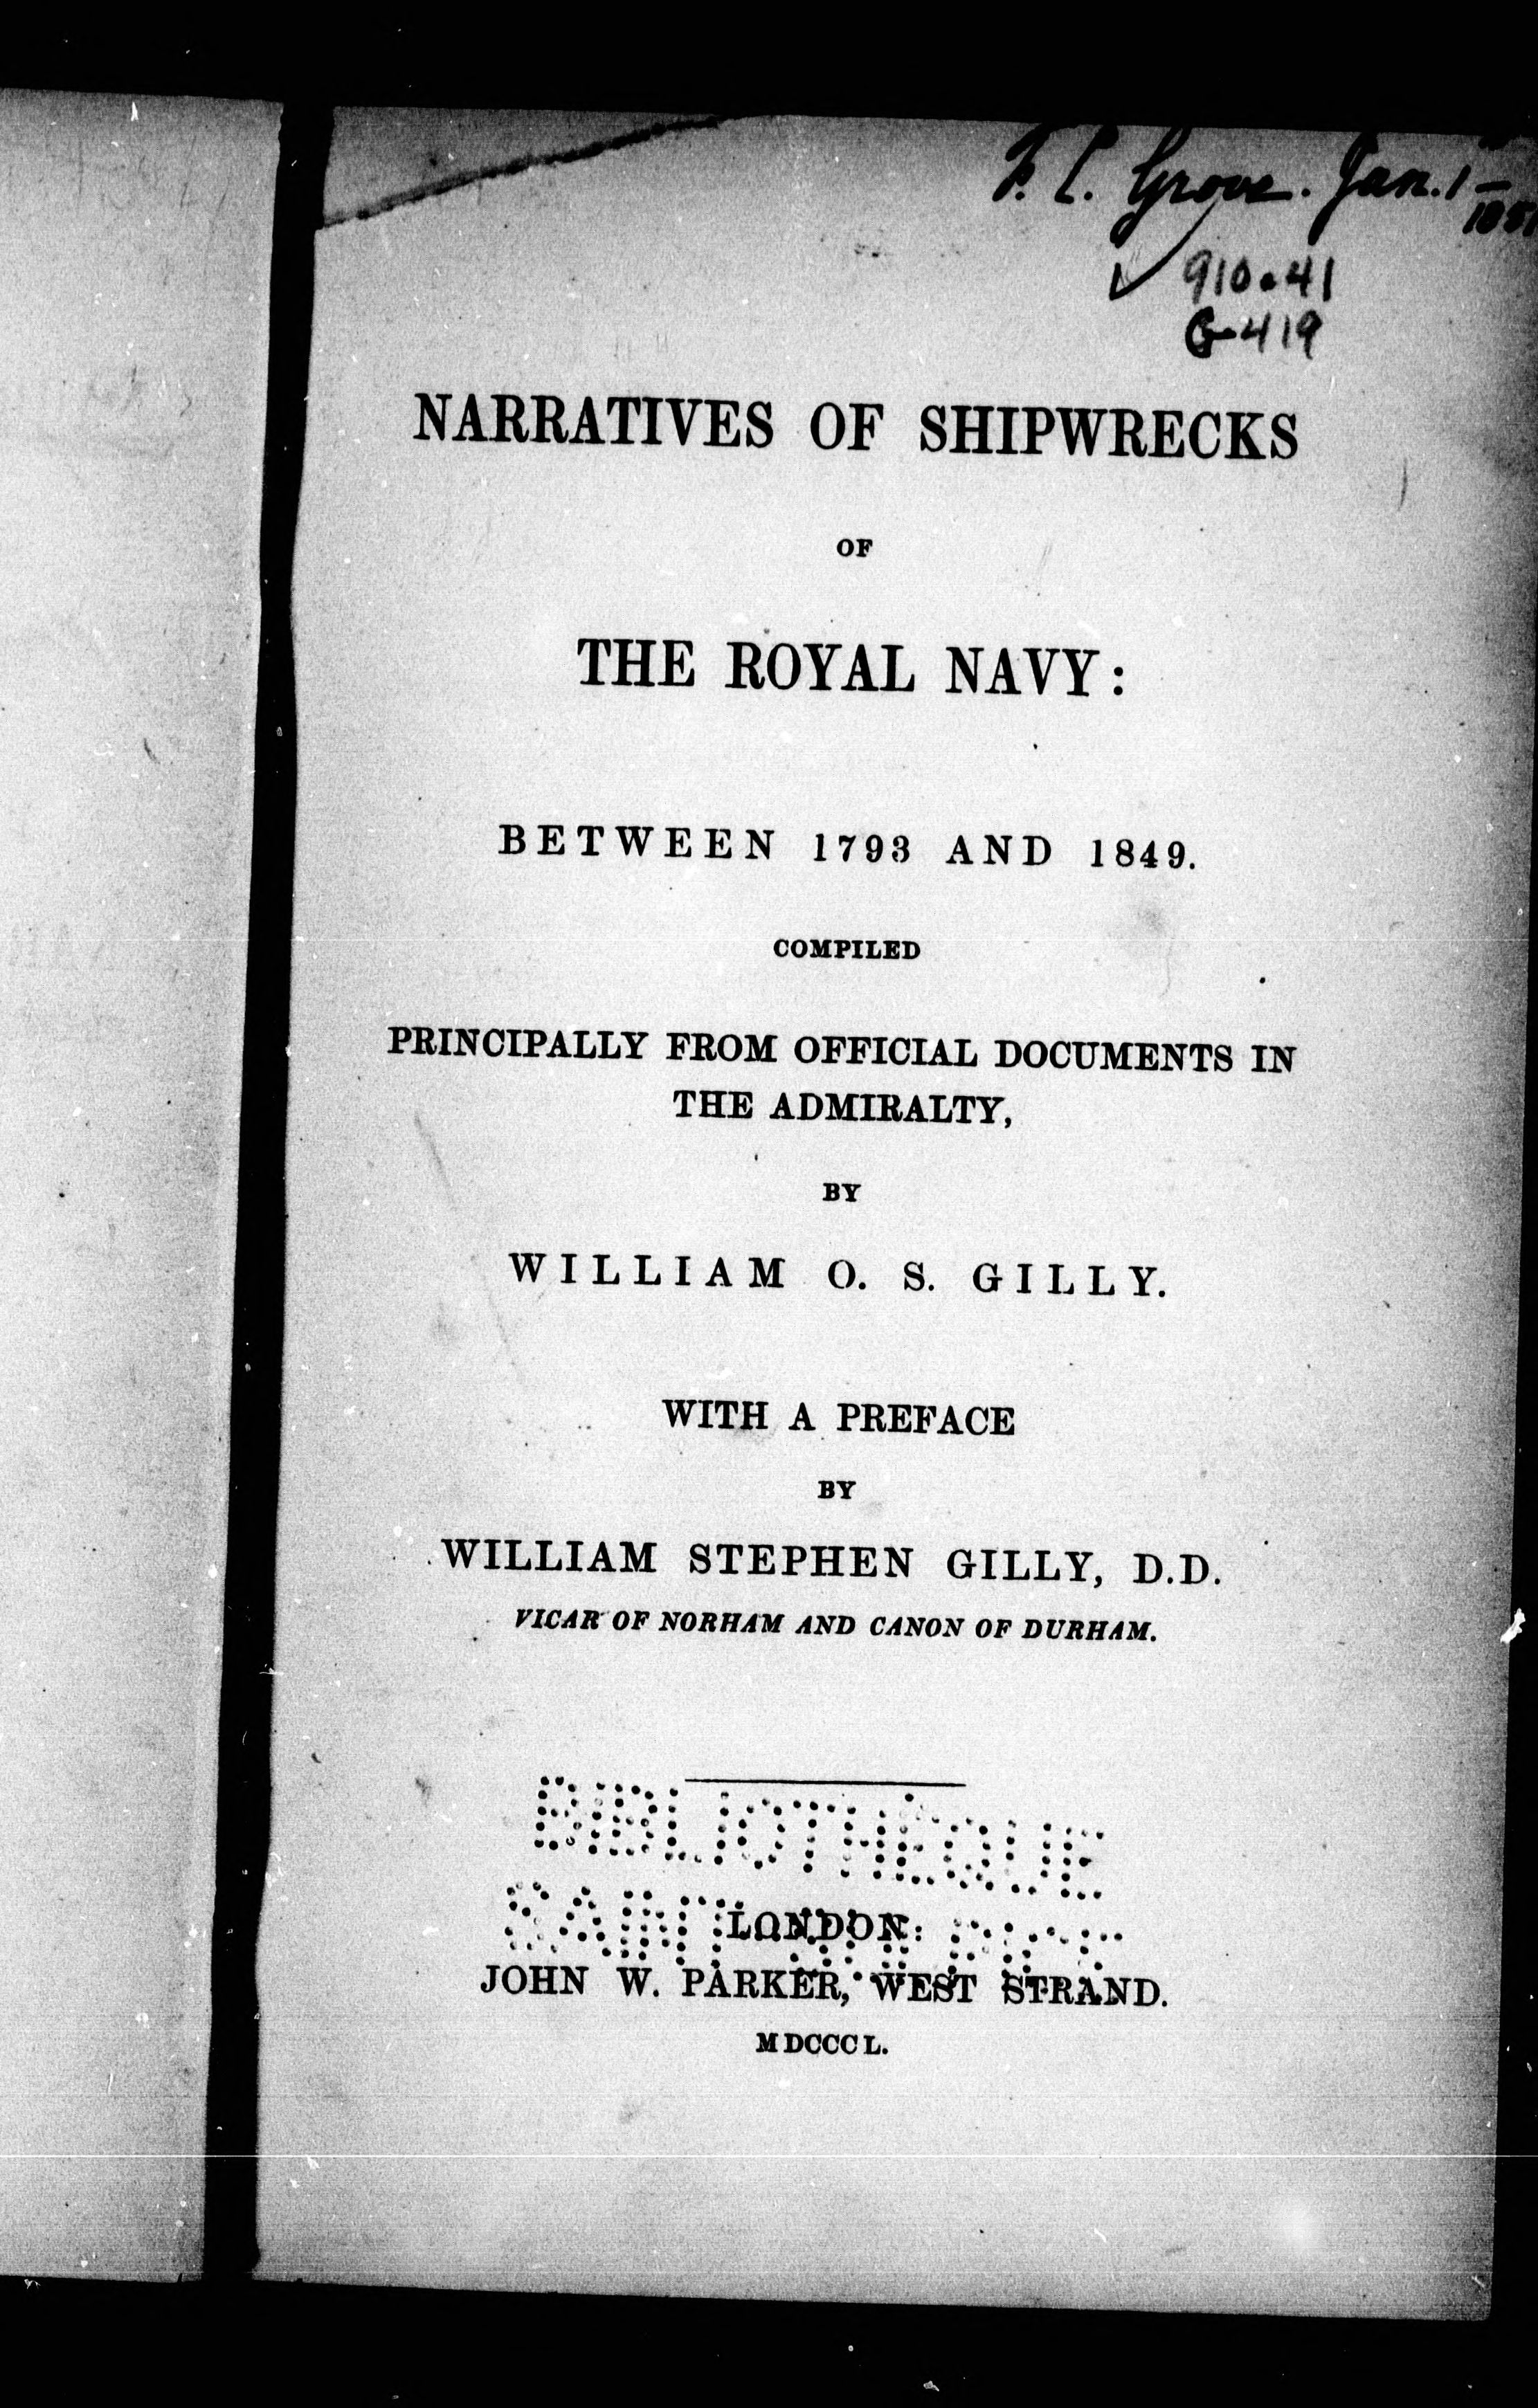 F. C. Grove. Jan. 1
910.41
G419
NARRATIVES OF SHIPWRECKS
OF
THE ROYAL NAVY:
BETWEEN 1793 AND 1849.
COMPILED
PRINCIPALLY FROM OFFICIAL DOCUMENTS IN
THE ADMIRALTY,
BY
WILLIAM O. S. GILLY.
WITH A PREFACE
BY
WILLIAM STEPHEN GILLY, D.D.
VICAR OF NORHAM AND CANON OF DURHAM.
BIBLIOTHÈQUE
LONDON:
JOHN W. PARKER, WEST STRAND.
MDCCCL.